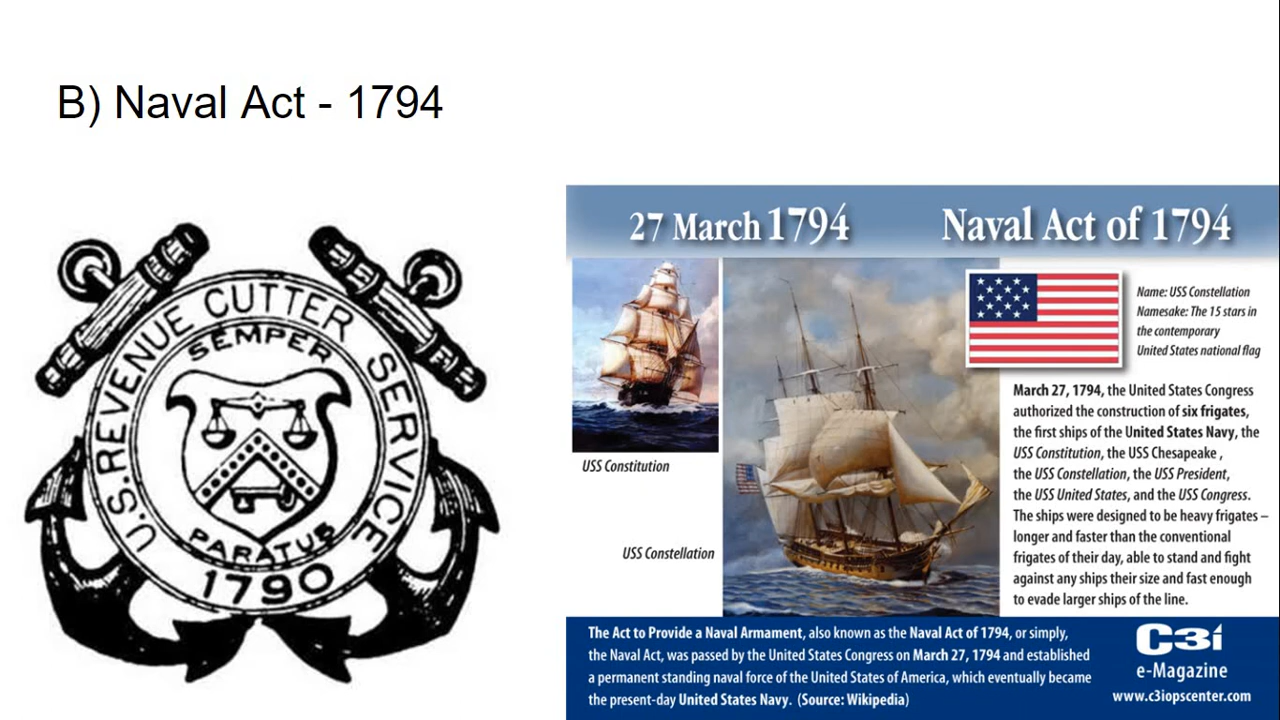 B) Naval Act - 1794
U.S. REVENUE CUTTER SERVICE
SEMPER
PARATUS
1790
27 March 1794
Naval Act of 1794
Name: USS Constellation
Namesake: The 15 stars in
the contemporary
United States national flag
USS Constitution
USS Constellation
March 27, 1794, the United States Congress
authorized the construction of six frigates,
the first ships of the United States Navy, the
USS Constitution, the USS Chesapeake ,
the USS Constellation, the USS President,
the USS United States, and the USS Congress.
The ships were designed to be heavy frigates –
longer and faster than the conventional
frigates of their day, able to stand and fight
against any ships their size and fast enough
to evade larger ships of the line.
The Act to Provide a Naval Armament, also known as the Naval Act of 1794, or simply,
the Naval Act, was passed by the United States Congress on March 27, 1794 and established
a permanent standing naval force of the United States of America, which eventually became
the present-day United States Navy. (Source: Wikipedia)
C3i
e-Magazine
www.c3iopscenter.com